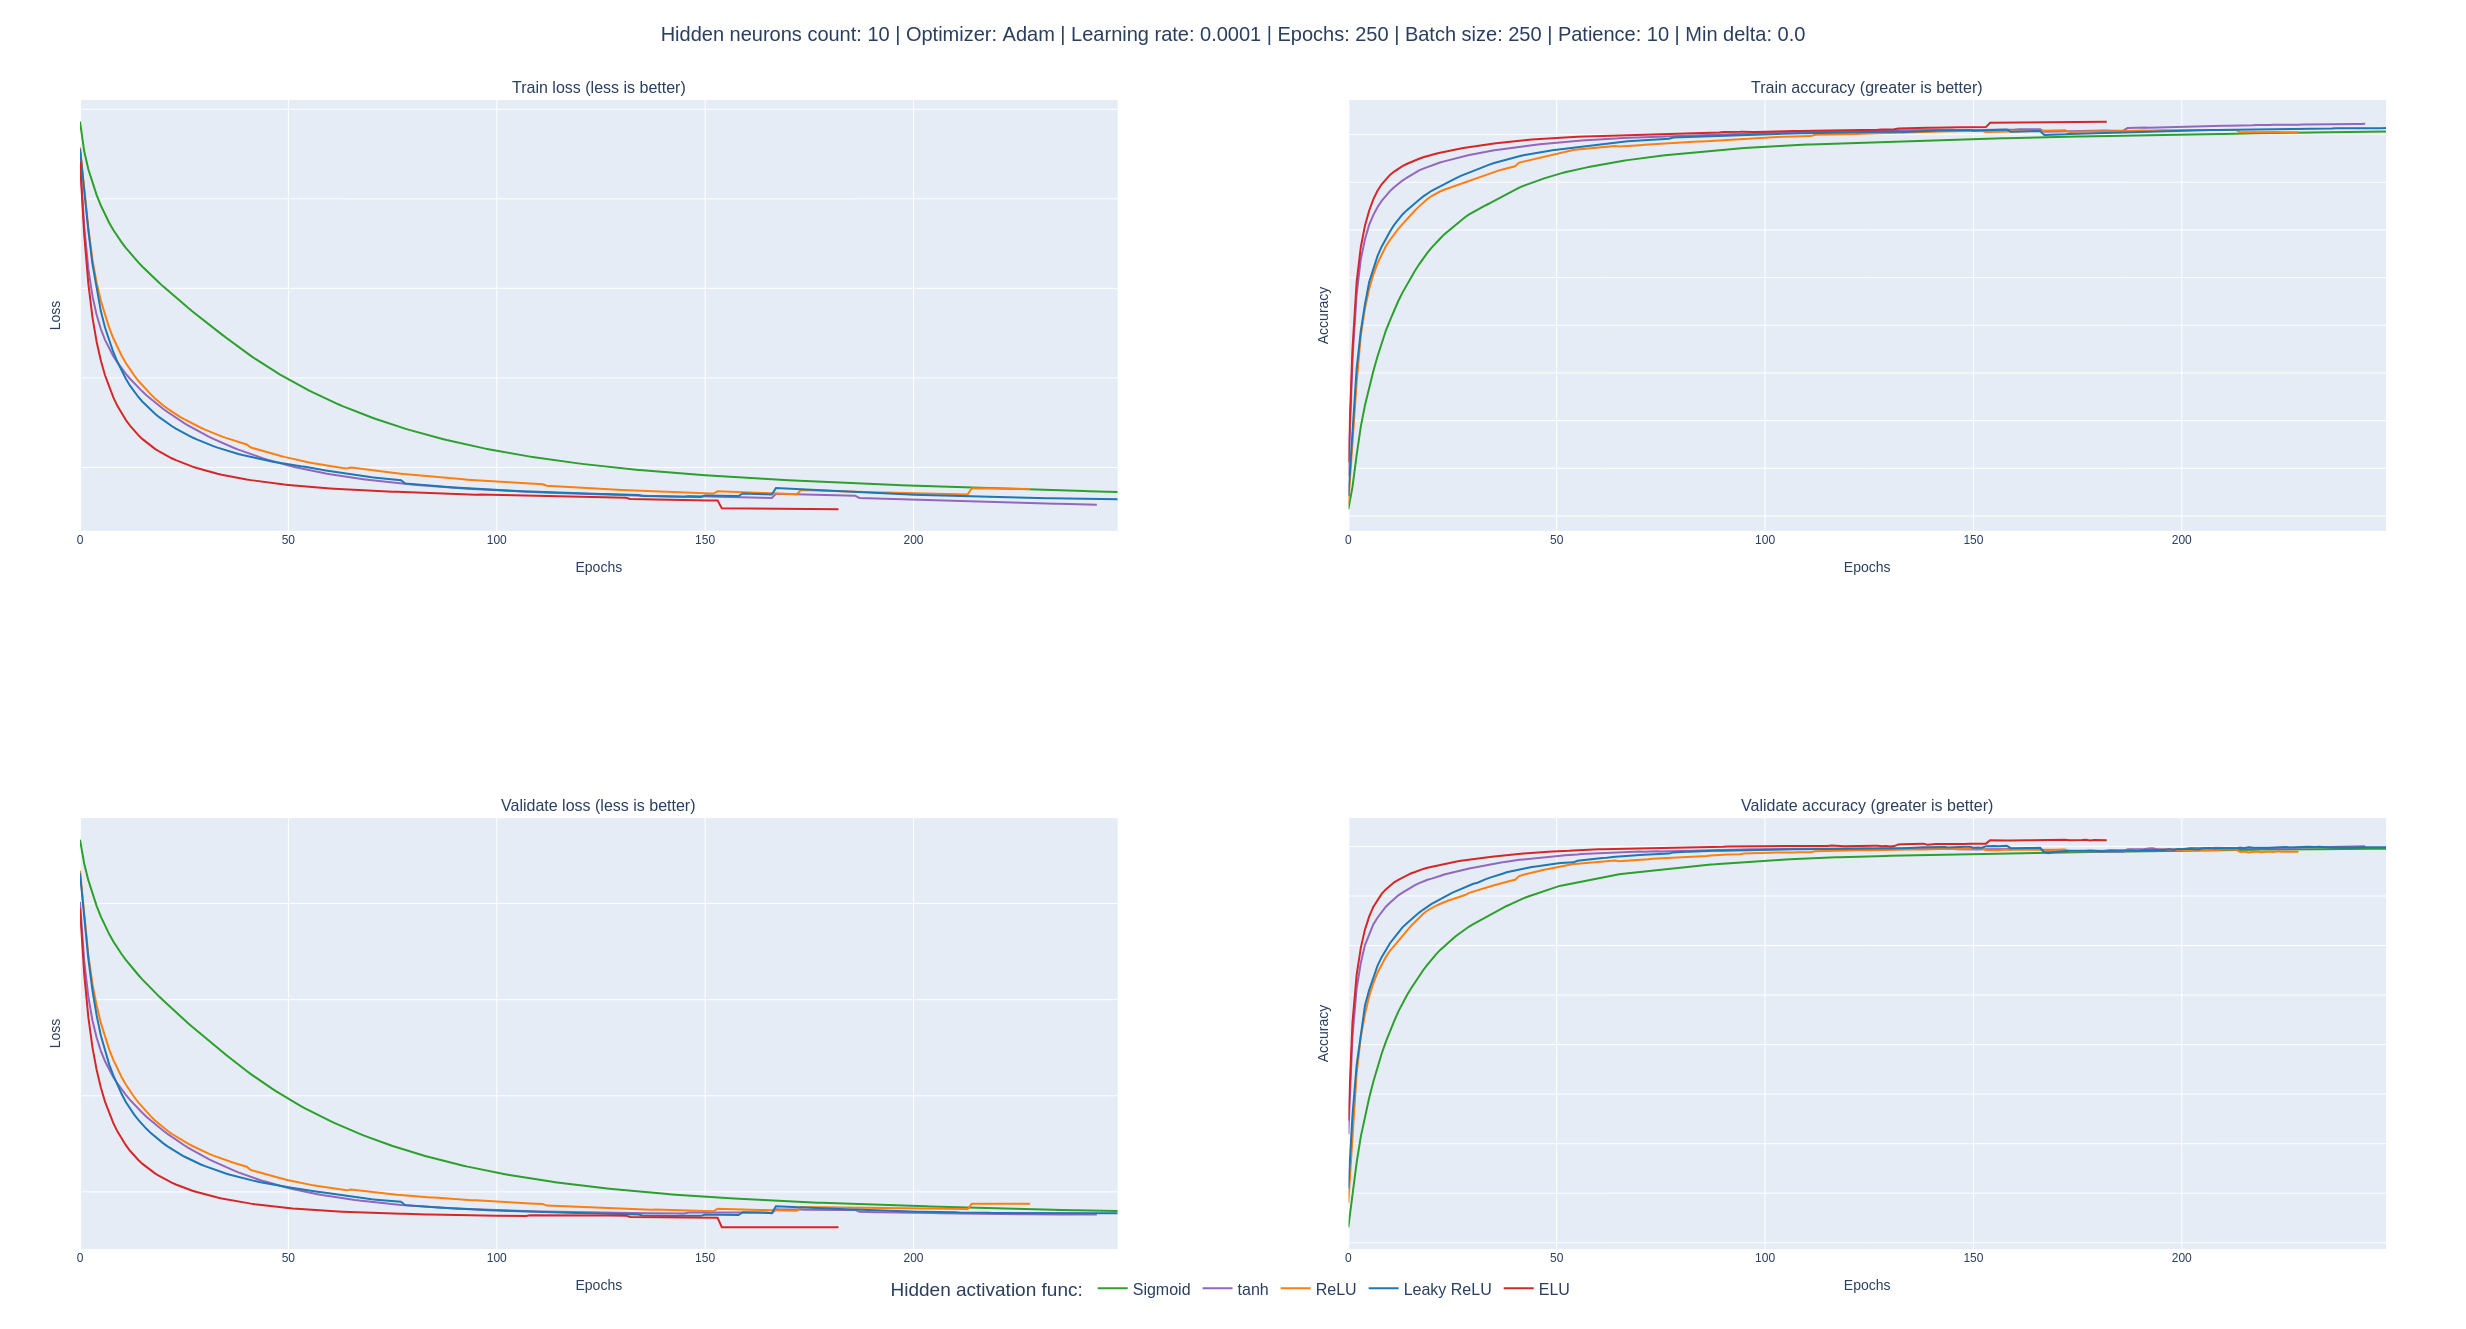 Hidden neurons count: 10 | Optimizer: Adam | Learning rate: 0.0001 | Epochs: 250 | Batch size: 250 | Patience: 10 | Min delta: 0.0
Train loss (less is better)
Loss
0 50 100 150 200
Epochs
Train accuracy (greater is better)
Accuracy
0 50 100 150 200
Epochs
Validate loss (less is better)
Loss
0 50 100 150 200
Epochs
Validate accuracy (greater is better)
Accuracy
0 50 100 150 200
Epochs
Hidden activation func: Sigmoid tanh ReLU Leaky ReLU ELU